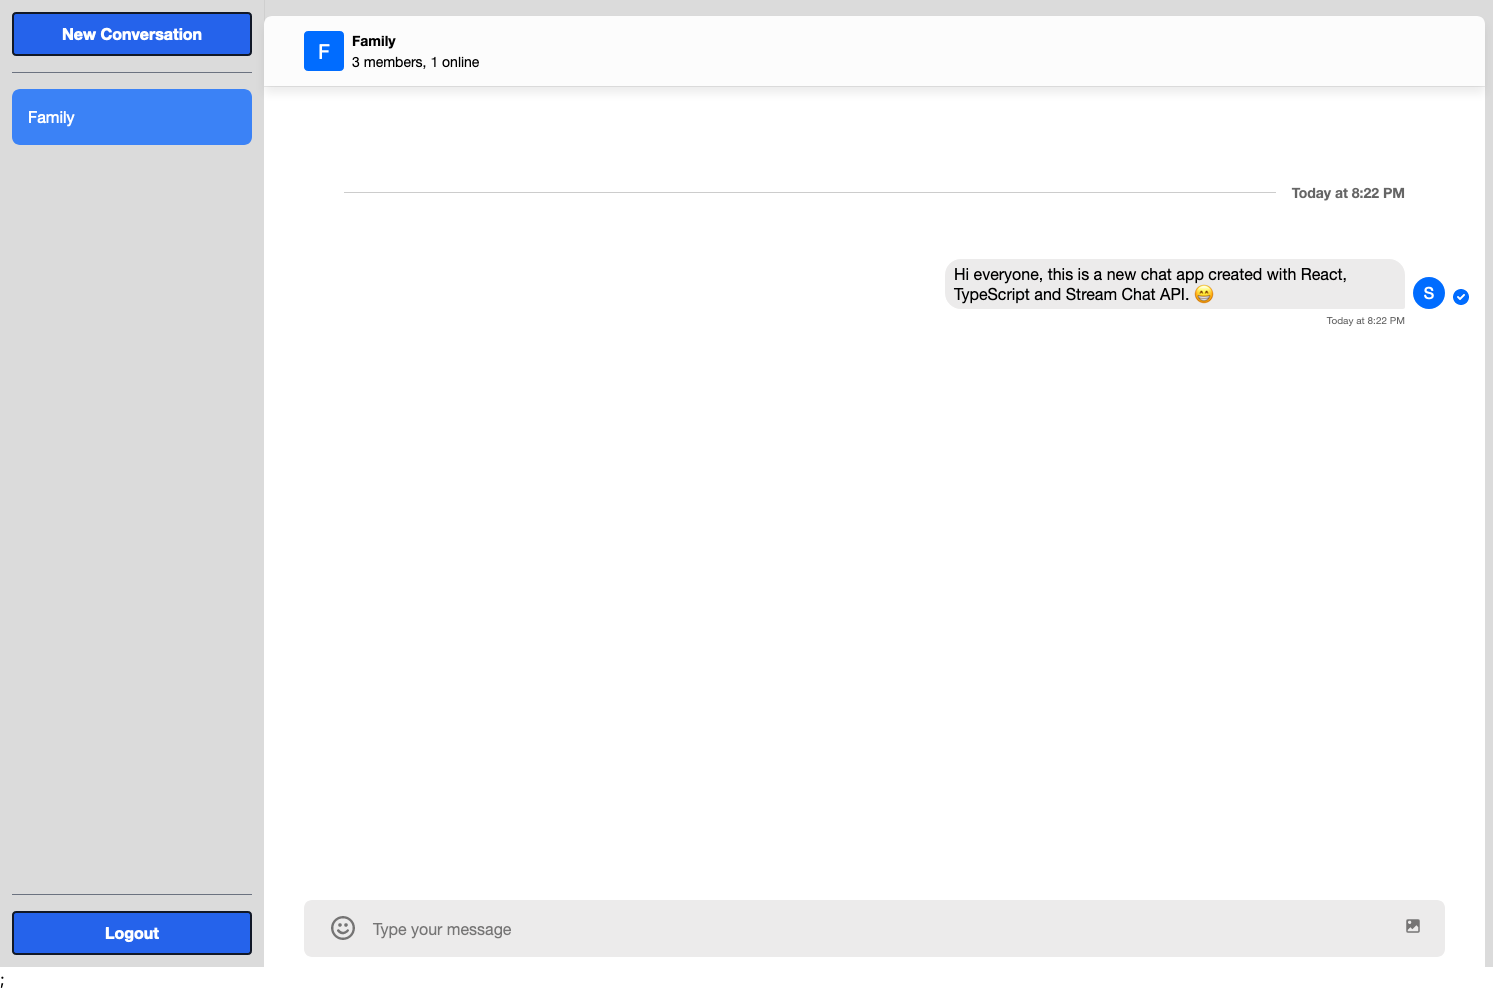 New Conversation
Family
F
Family
3 members, 1 online
Today at 8:22 PM
Hi everyone, this is a new chat app created with React,
TypeScript and Stream Chat API. 😁
S
Today at 8:22 PM
Type your message
Logout
;